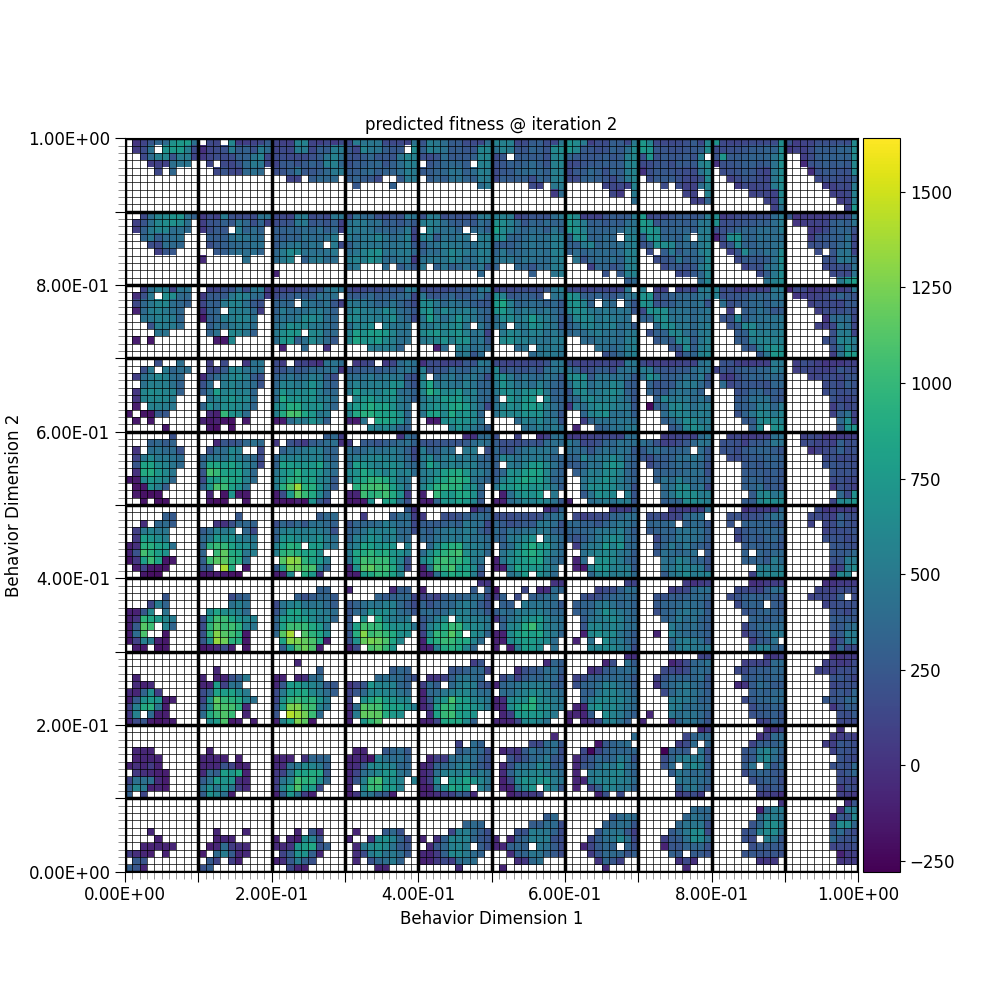 predicted fitness @ iteration 2
1.00E+00
8.00E-01
6.00E-01
4.00E-01
2.00E-01
0.00E+00
Behavior Dimension 2
0.00E+00 2.00E-01 4.00E-01 6.00E-01 8.00E-01 1.00E+00
Behavior Dimension 1
1500
1250
1000
750
500
250
0
−250